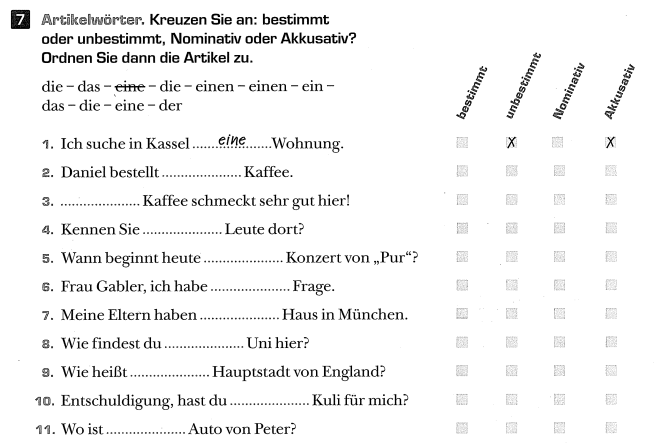 7 Artikelwörter. Kreuzen Sie an: bestimmt
oder unbestimmt, Nominativ oder Akkusativ?
Ordnen Sie dann die Artikel zu.
die – das – eine – die – einen – einen – ein –
das – die – eine – der
bestimmt unbestimmt Nominativ Akkusativ
1. Ich suche in Kassel ......eine.......Wohnung. X X
2. Daniel bestellt ..................... Kaffee.
3. ..................... Kaffee schmeckt sehr gut hier!
4. Kennen Sie ..................... Leute dort?
5. Wann beginnt heute ..................... Konzert von „Pur“?
6. Frau Gabler, ich habe ..................... Frage.
7. Meine Eltern haben ..................... Haus in München.
8. Wie findest du ..................... Uni hier?
9. Wie heißt ..................... Hauptstadt von England?
10. Entschuldigung, hast du ..................... Kuli für mich?
11. Wo ist ..................... Auto von Peter?